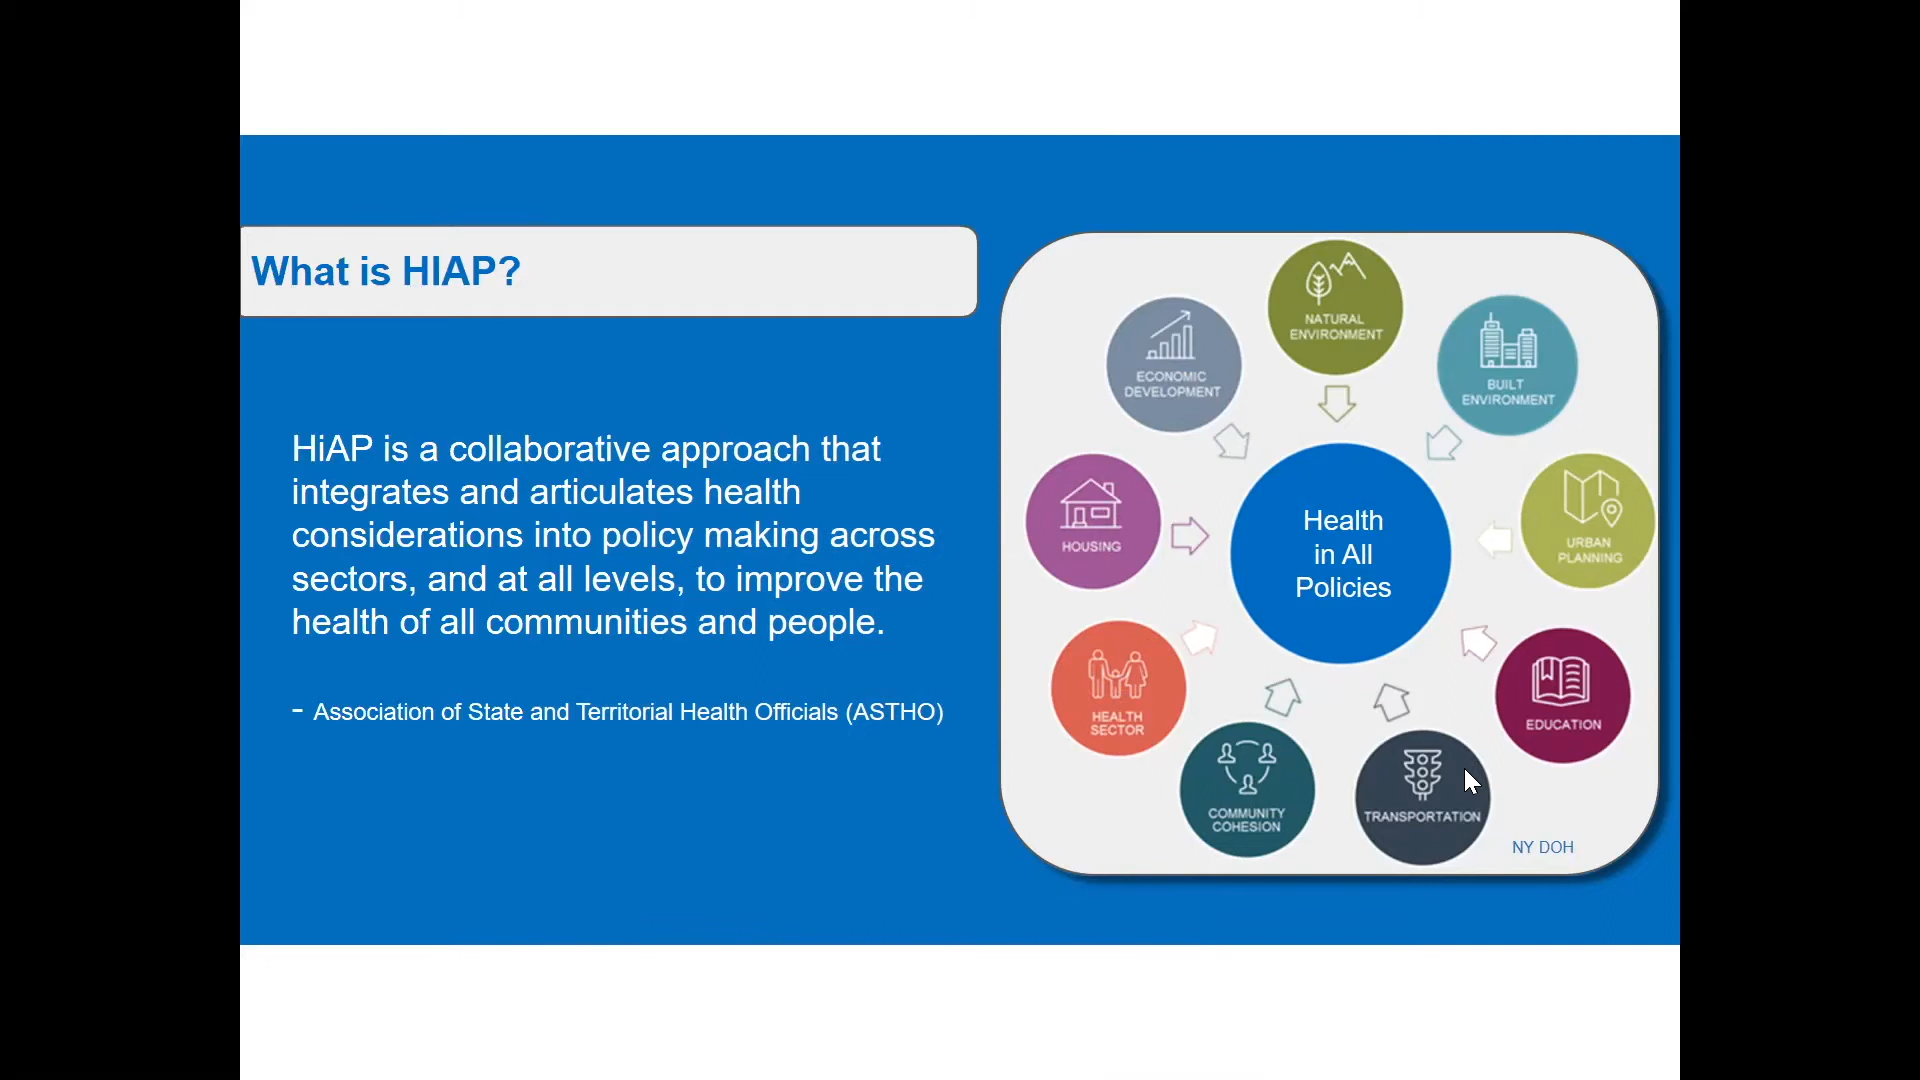 What is HIAP?
HiAP is a collaborative approach that
integrates and articulates health
considerations into policy making across
sectors, and at all levels, to improve the
health of all communities and people.
- Association of State and Territorial Health Officials (ASTHO)
NATURAL
ENVIRONMENT
ECONOMIC
DEVELOPMENT
BUILT
ENVIRONMENT
HOUSING
Health
in All
Policies
URBAN
PLANNING
HEALTH
SECTOR
EDUCATION
COMMUNITY
COHESION
TRANSPORTATION
NY DOH